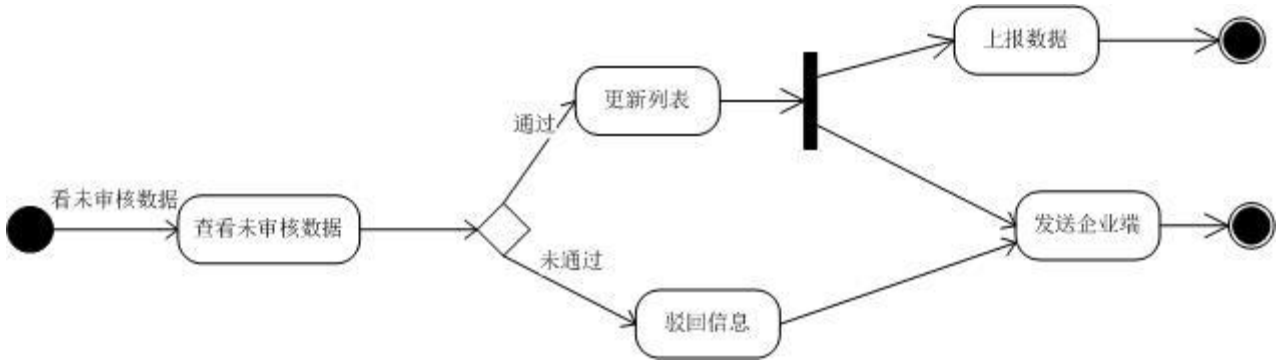 上报数据
更新列表
通过
看未审核数据
查看未审核数据
发送企业端
未通过
驳回信息